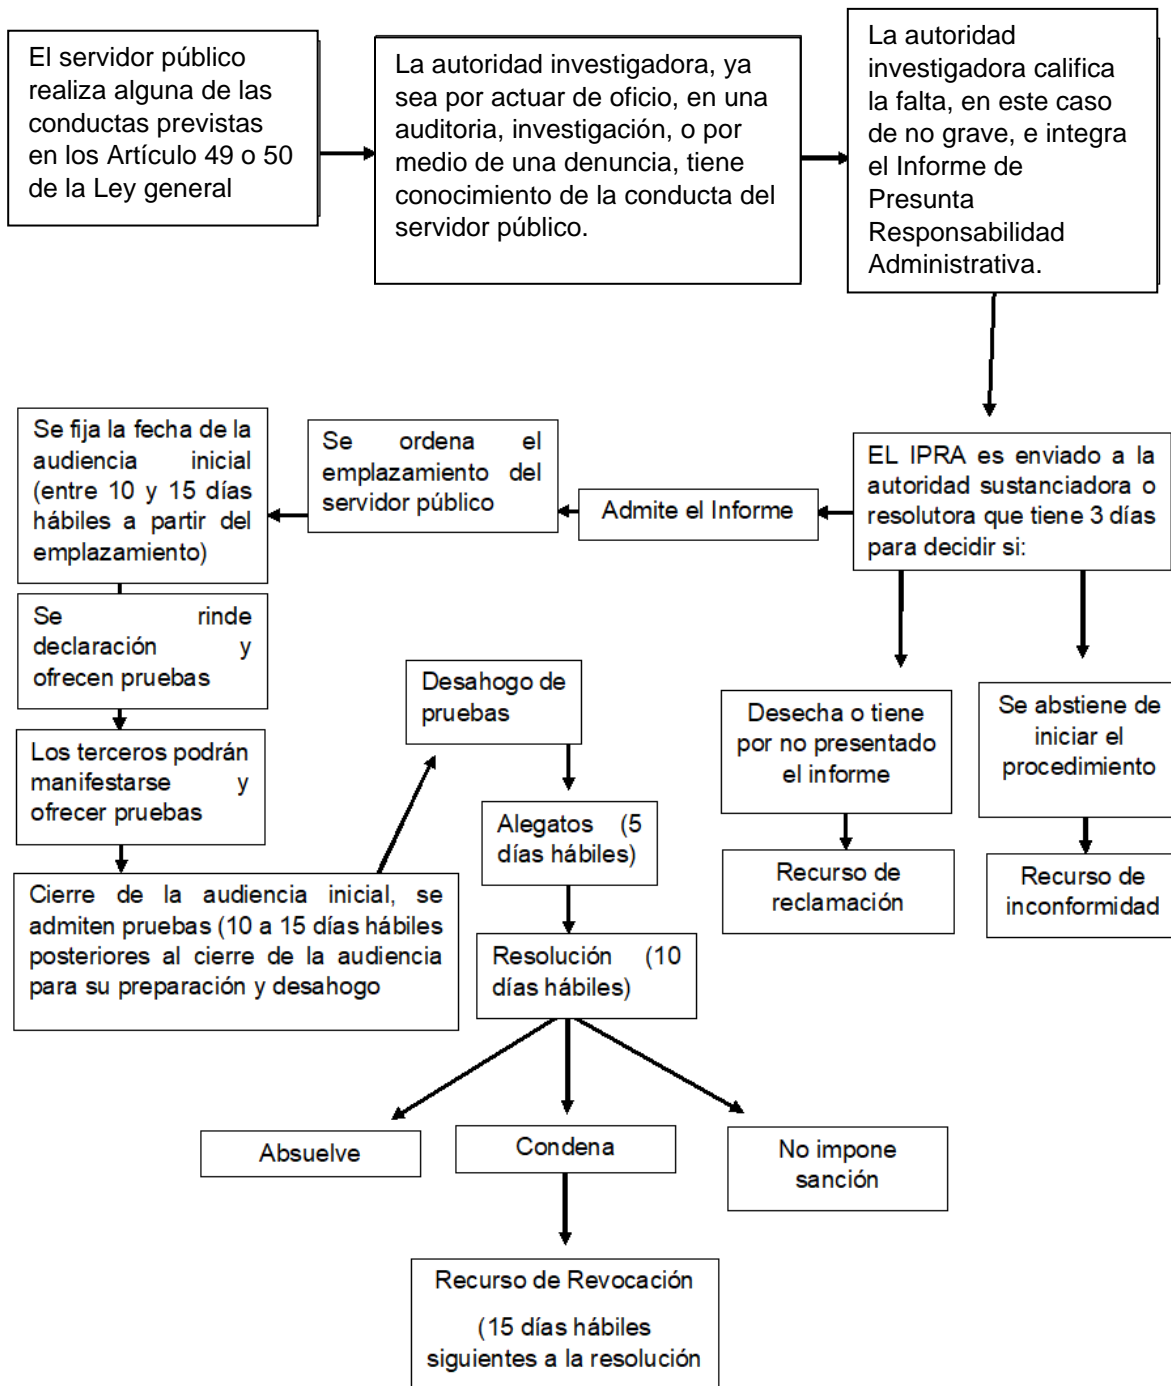 El servidor público
realiza alguna de las
conductas previstas
en los Artículo 49 o 50
de la Ley general
La autoridad investigadora, ya
sea por actuar de oficio, en una
auditoria, investigación, o por
medio de una denuncia, tiene
conocimiento de la conducta del
servidor público.
La autoridad
investigadora califica
la falta, en este caso
de no grave, e integra
el Informe de
Presunta
Responsabilidad
Administrativa.
EL IPRA es enviado a la
autoridad sustanciadora o
resolutora que tiene 3 días
para decidir si:
Admite el Informe
Se ordena el
emplazamiento del
servidor público
Se fija la fecha de la
audiencia inicial
(entre 10 y 15 días
hábiles a partir del
emplazamiento)
Se rinde
declaración y
ofrecen pruebas
Los terceros podrán
manifestarse y
ofrecer pruebas
Cierre de la audiencia inicial, se
admiten pruebas (10 a 15 días hábiles
posteriores al cierre de la audiencia
para su preparación y desahogo
Desahogo de
pruebas
Alegatos (5
días hábiles)
Resolución (10
días hábiles)
Absuelve
Condena
No impone
sanción
Recurso de Revocación
(15 días hábiles
siguientes a la resolución
Desecha o tiene
por no presentado
el informe
Recurso de
reclamación
Se abstiene de
iniciar el
procedimiento
Recurso de
inconformidad